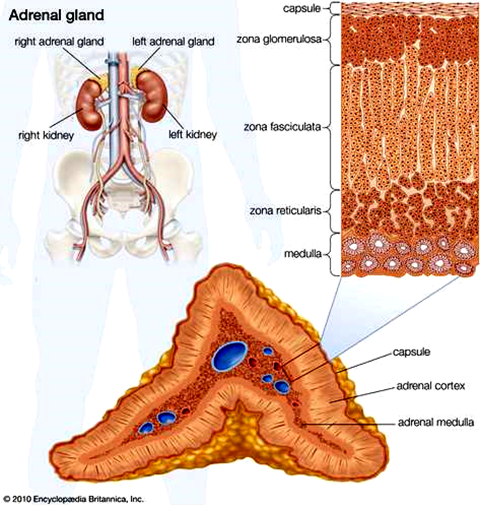 Adrenal gland
right adrenal gland
left adrenal gland
right kidney
left kidney
capsule
zona glomerulosa
zona fasciculata
zona reticularis
medulla
capsule
adrenal cortex
adrenal medulla
© 2010 Encyclopædia Britannica, Inc.